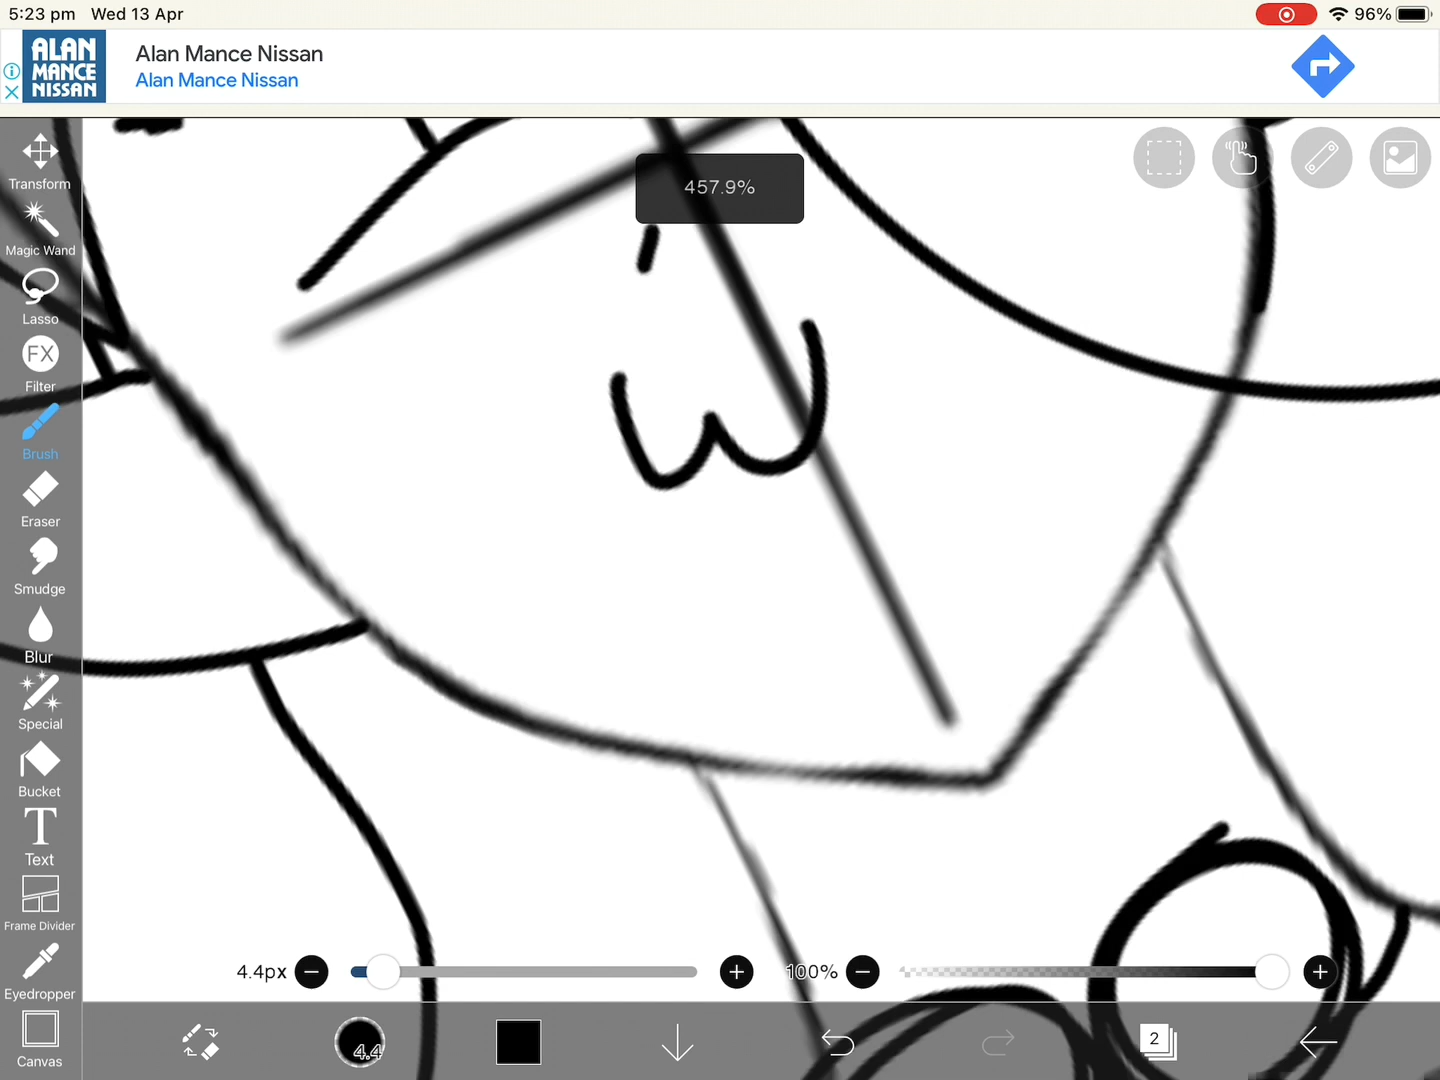 5:23 pm Wed 13 Apr
96%
ALAN
MANCE
NISSAN
Alan Mance Nissan
Alan Mance Nissan
457.9%
Transform
Magic Wand
Lasso
FX
Filter
Brush
Eraser
Smudge
Blur
Special
Bucket
T
Text
Frame Divider
Eyedropper
Canvas
4.4px
100%
4.4
2